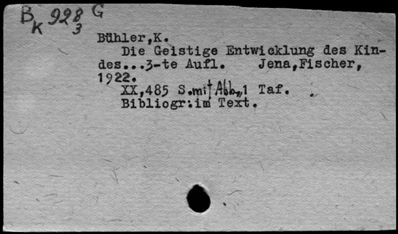 B 928 G
K 3
Bühler,K.
Die Geistige Entwicklung des Kin-
des...3-te Aufl. Jena,Fischer,
1922.
XX,485 S.mit Abb.,1 Taf.
Bibliogr.im Text.